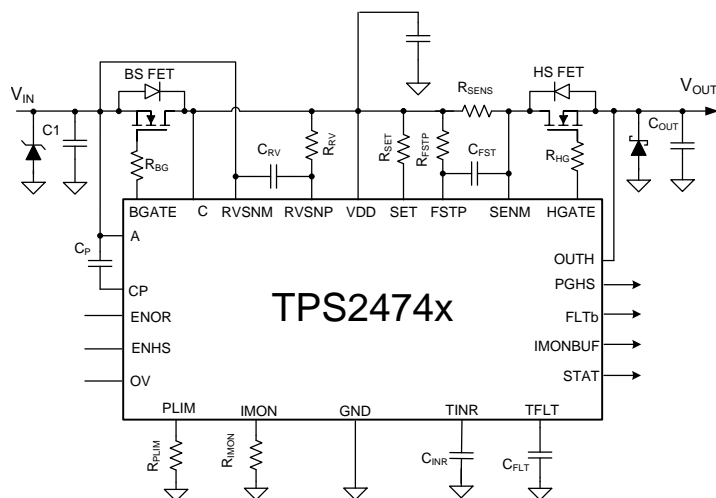 BS FET
HS FET
V_IN
R_SENS
V_OUT
C1
C_OUT
R_BG
C_RV
R_RV
R_SET
R_FSTP
C_FST
R_HG
BGATE
C
RVSNM
RVSNP
VDD
SET
FSTP
SENM
HGATE
A
C_P
OUTH
CP
PGHS
TPS2474x
ENOR
FLTb
ENHS
IMONBUF
OV
STAT
PLIM
IMON
GND
TINR
TFLT
R_PLIM
R_IMON
C_INR
C_FLT